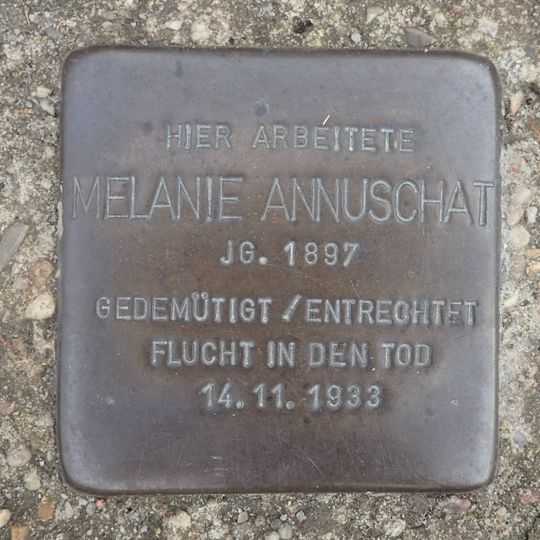 HIER ARBEITETE
MELANIE ANNUSCHAT
JG. 1897
GEDEMÜTIGT / ENTRECHTET
FLUCHT IN DEN TOD
14.11.1933